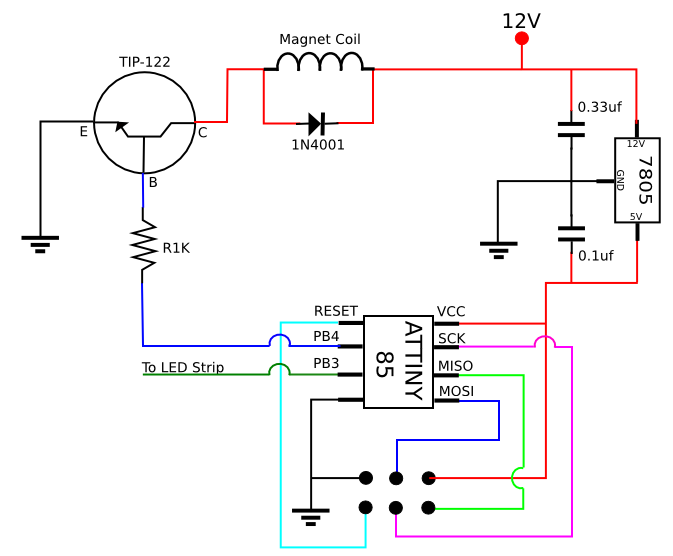 12V
Magnet Coil
TIP-122
0.33uf
E
C
1N4001
12V
GND
7805
B
5V
R1K
0.1uf
RESET
VCC
PB4
SCK
To LED Strip
PB3
ATTINY
85
MISO
MOSI